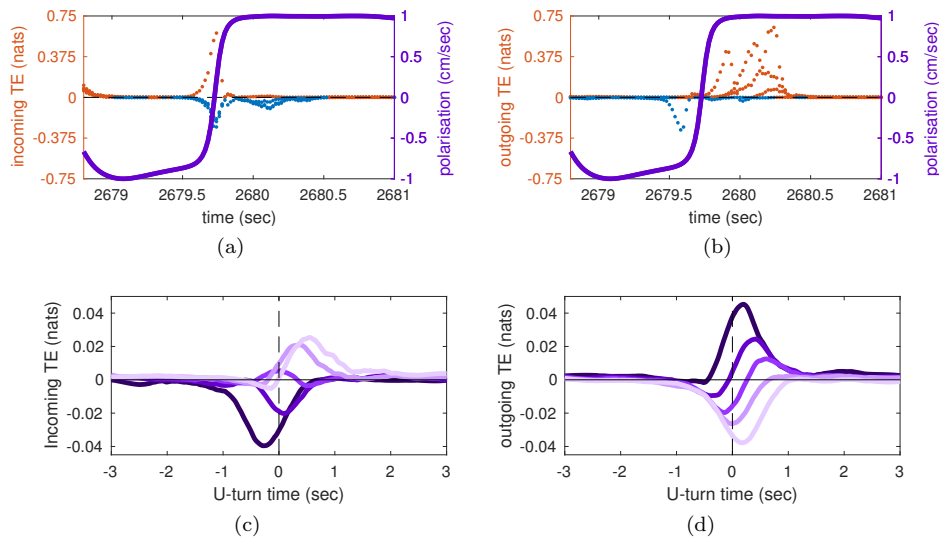 0.75
0.375
0
-0.375
-0.75
incoming TE (nats)
1
0.5
0
-0.5
-1
polarisation (cm/sec)
2679 2679.5 2680 2680.5 2681
time (sec)
(a)
0.75
0.375
0
-0.375
-0.75
outgoing TE (nats)
1
0.5
0
-0.5
-1
polarisation (cm/sec)
2679 2679.5 2680 2680.5 2681
time (sec)
(b)
0.04
0.02
0
-0.02
-0.04
Incoming TE (nats)
-3 -2 -1 0 1 2 3
U-turn time (sec)
(c)
0.04
0.02
0
-0.02
-0.04
outgoing TE (nats)
-3 -2 -1 0 1 2 3
U-turn time (sec)
(d)